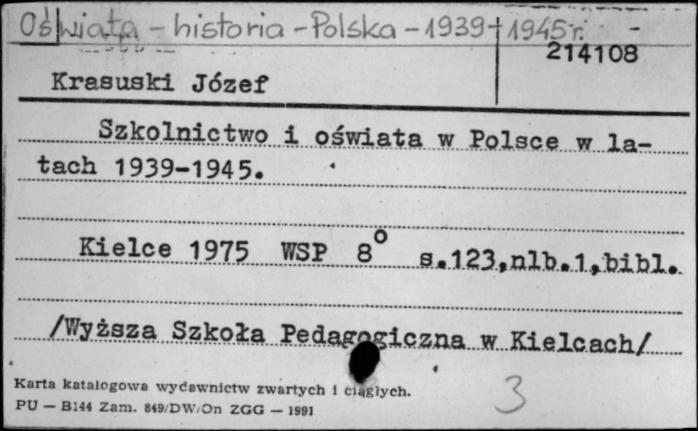 Oświata - historia - Polska - 1939-1945 r.
214108
Krasuski Józef
Szkolnictwo i oświata w Polsce w la-
tach 1939-1945.
Kielce 1975 WSP 8° s.123,nlb.1,bibl.
/Wyższa Szkoła Pedagogiczna w Kielcach/
Karta katalogowa wydawnictw zwartych i ciągłych.
PU — B144 Zam. 849/DW/On ZGG — 1991
3